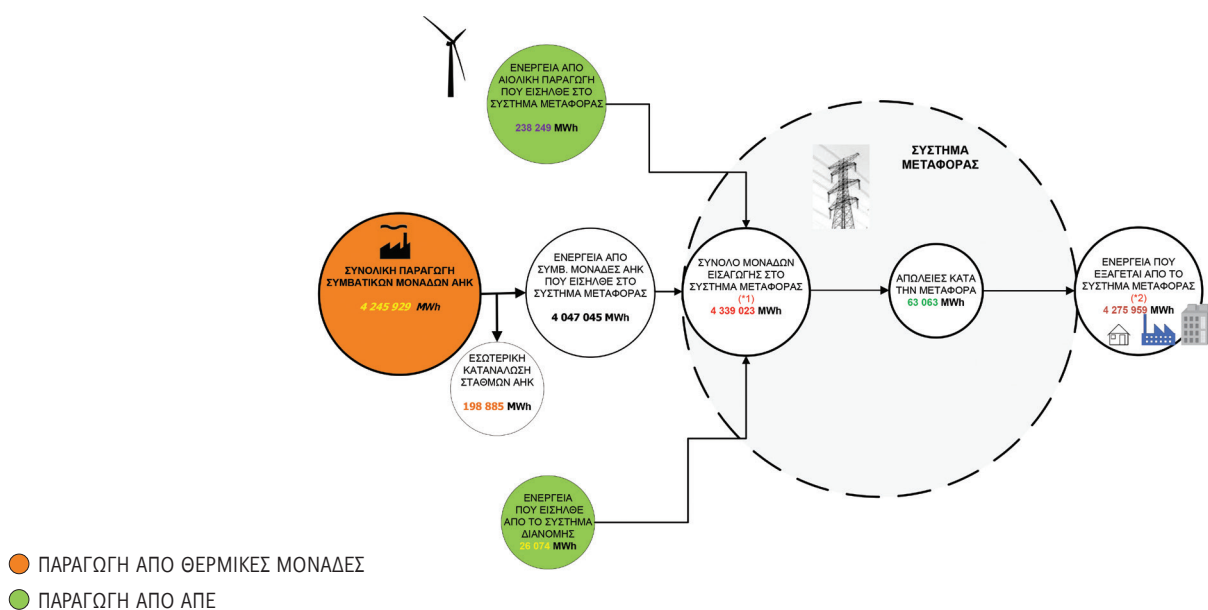 ΕΝΕΡΓΕΙΑ ΑΠΟ
ΑΙΟΛΙΚΗ ΠΑΡΑΓΩΓΗ
ΠΟΥ ΕΙΣΗΛΘΕ ΣΤΟ
ΣΥΣΤΗΜΑ ΜΕΤΑΦΟΡΑΣ
238 249 MWh
ΣΥΣΤΗΜΑ
ΜΕΤΑΦΟΡΑΣ
ΣΥΝΟΛΙΚΗ ΠΑΡΑΓΩΓΗ
ΣΥΜΒΑΤΙΚΩΝ ΜΟΝΑΔΩΝ ΑΗΚ
4 245 929 MWh
ΕΝΕΡΓΕΙΑ ΑΠΟ
ΣΥΜΒ. ΜΟΝΑΔΕΣ ΑΗΚ
ΠΟΥ ΕΙΣΗΛΘΕ ΣΤΟ
ΣΥΣΤΗΜΑ ΜΕΤΑΦΟΡΑΣ
4 047 045 MWh
ΣΥΝΟΛΟ ΜΟΝΑΔΩΝ
ΕΙΣΑΓΩΓΗΣ ΣΤΟ
ΣΥΣΤΗΜΑ ΜΕΤΑΦΟΡΑΣ
(*1)
4 339 023 MWh
ΑΠΩΛΕΙΕΣ ΚΑΤΑ
ΤΗΝ ΜΕΤΑΦΟΡΑ
63 063 MWh
ΕΝΕΡΓΕΙΑ ΠΟΥ
ΕΞΑΓΕΤΑΙ ΑΠΟ ΤΟ
ΣΥΣΤΗΜΑ ΜΕΤΑΦΟΡΑΣ
(*2)
4 275 959 MWh
ΕΣΩΤΕΡΙΚΗ
ΚΑΤΑΝΑΛΩΣΗ
ΣΤΑΘΜΩΝ ΑΗΚ
198 885 MWh
ΕΝΕΡΓΕΙΑ
ΠΟΥ ΕΙΣΗΛΘΕ
ΑΠΟ ΤΟ ΣΥΣΤΗΜΑ
ΔΙΑΝΟΜΗΣ
26 074 MWh
ΠΑΡΑΓΩΓΗ ΑΠΟ ΘΕΡΜΙΚΕΣ ΜΟΝΑΔΕΣ
ΠΑΡΑΓΩΓΗ ΑΠΟ ΑΠΕ